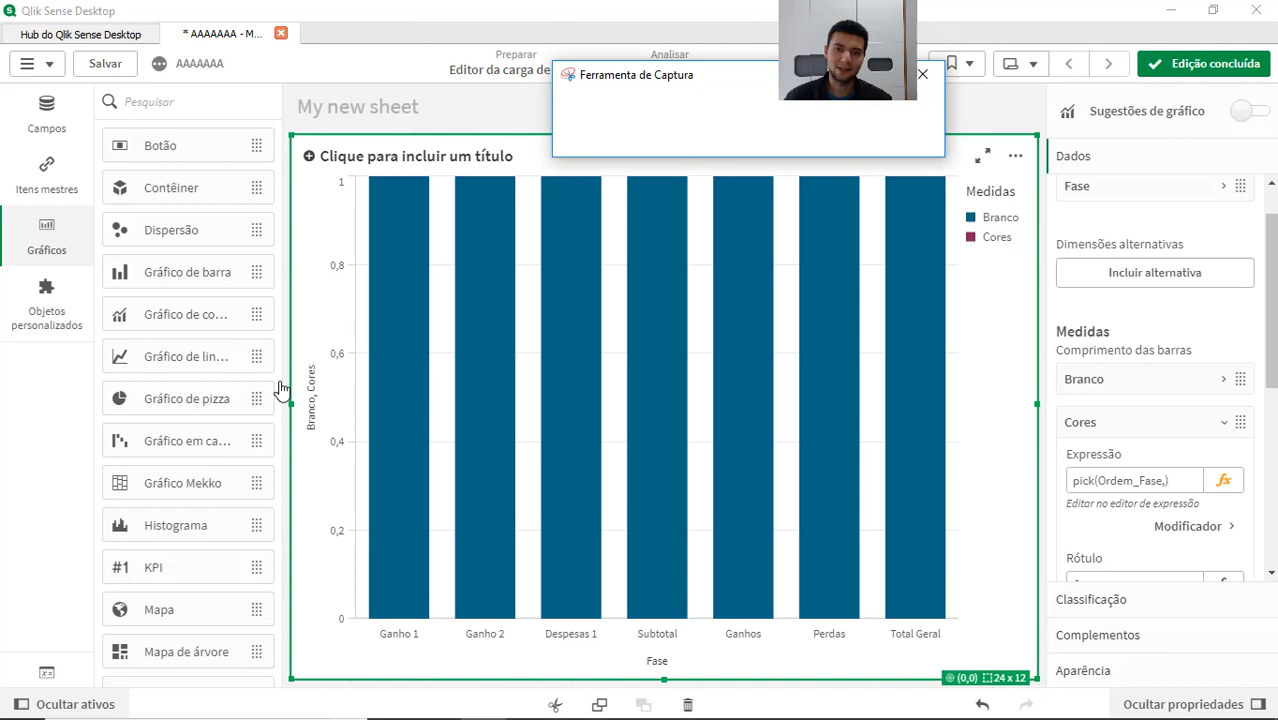 Qlik Sense Desktop
Hub do Qlik Sense Desktop
* AAAAAAA - M...
Salvar
AAAAAAA
Preparar
Editor da carga de
Analisar
Ferramenta de Captura
Edição concluída
Campos
Itens mestres
Gráficos
Objetos
personalizados
Pesquisar
Botão
Contêiner
Dispersão
Gráfico de barra
Gráfico de co...
Gráfico de lin...
Gráfico de pizza
Gráfico em ca...
Gráfico Mekko
Histograma
#1 KPI
Mapa
Mapa de árvore
My new sheet
Clique para incluir um título
1
0,8
0,6
0,4
0,2
0
Branco, Cores
Ganho 1
Ganho 2
Despesas 1
Subtotal
Ganhos
Perdas
Total Geral
Fase
Medidas
Branco
Cores
(0,0) 24 x 12
Sugestões de gráfico
Dados
Fase
Dimensões alternativas
Incluir alternativa
Medidas
Comprimento das barras
Branco
Cores
Expressão
pick(Ordem_Fase,)
fx
Editar no editor de expressão
Modificador
Rótulo
Classificação
Complementos
Aparência
Ocultar ativos
Ocultar propriedades